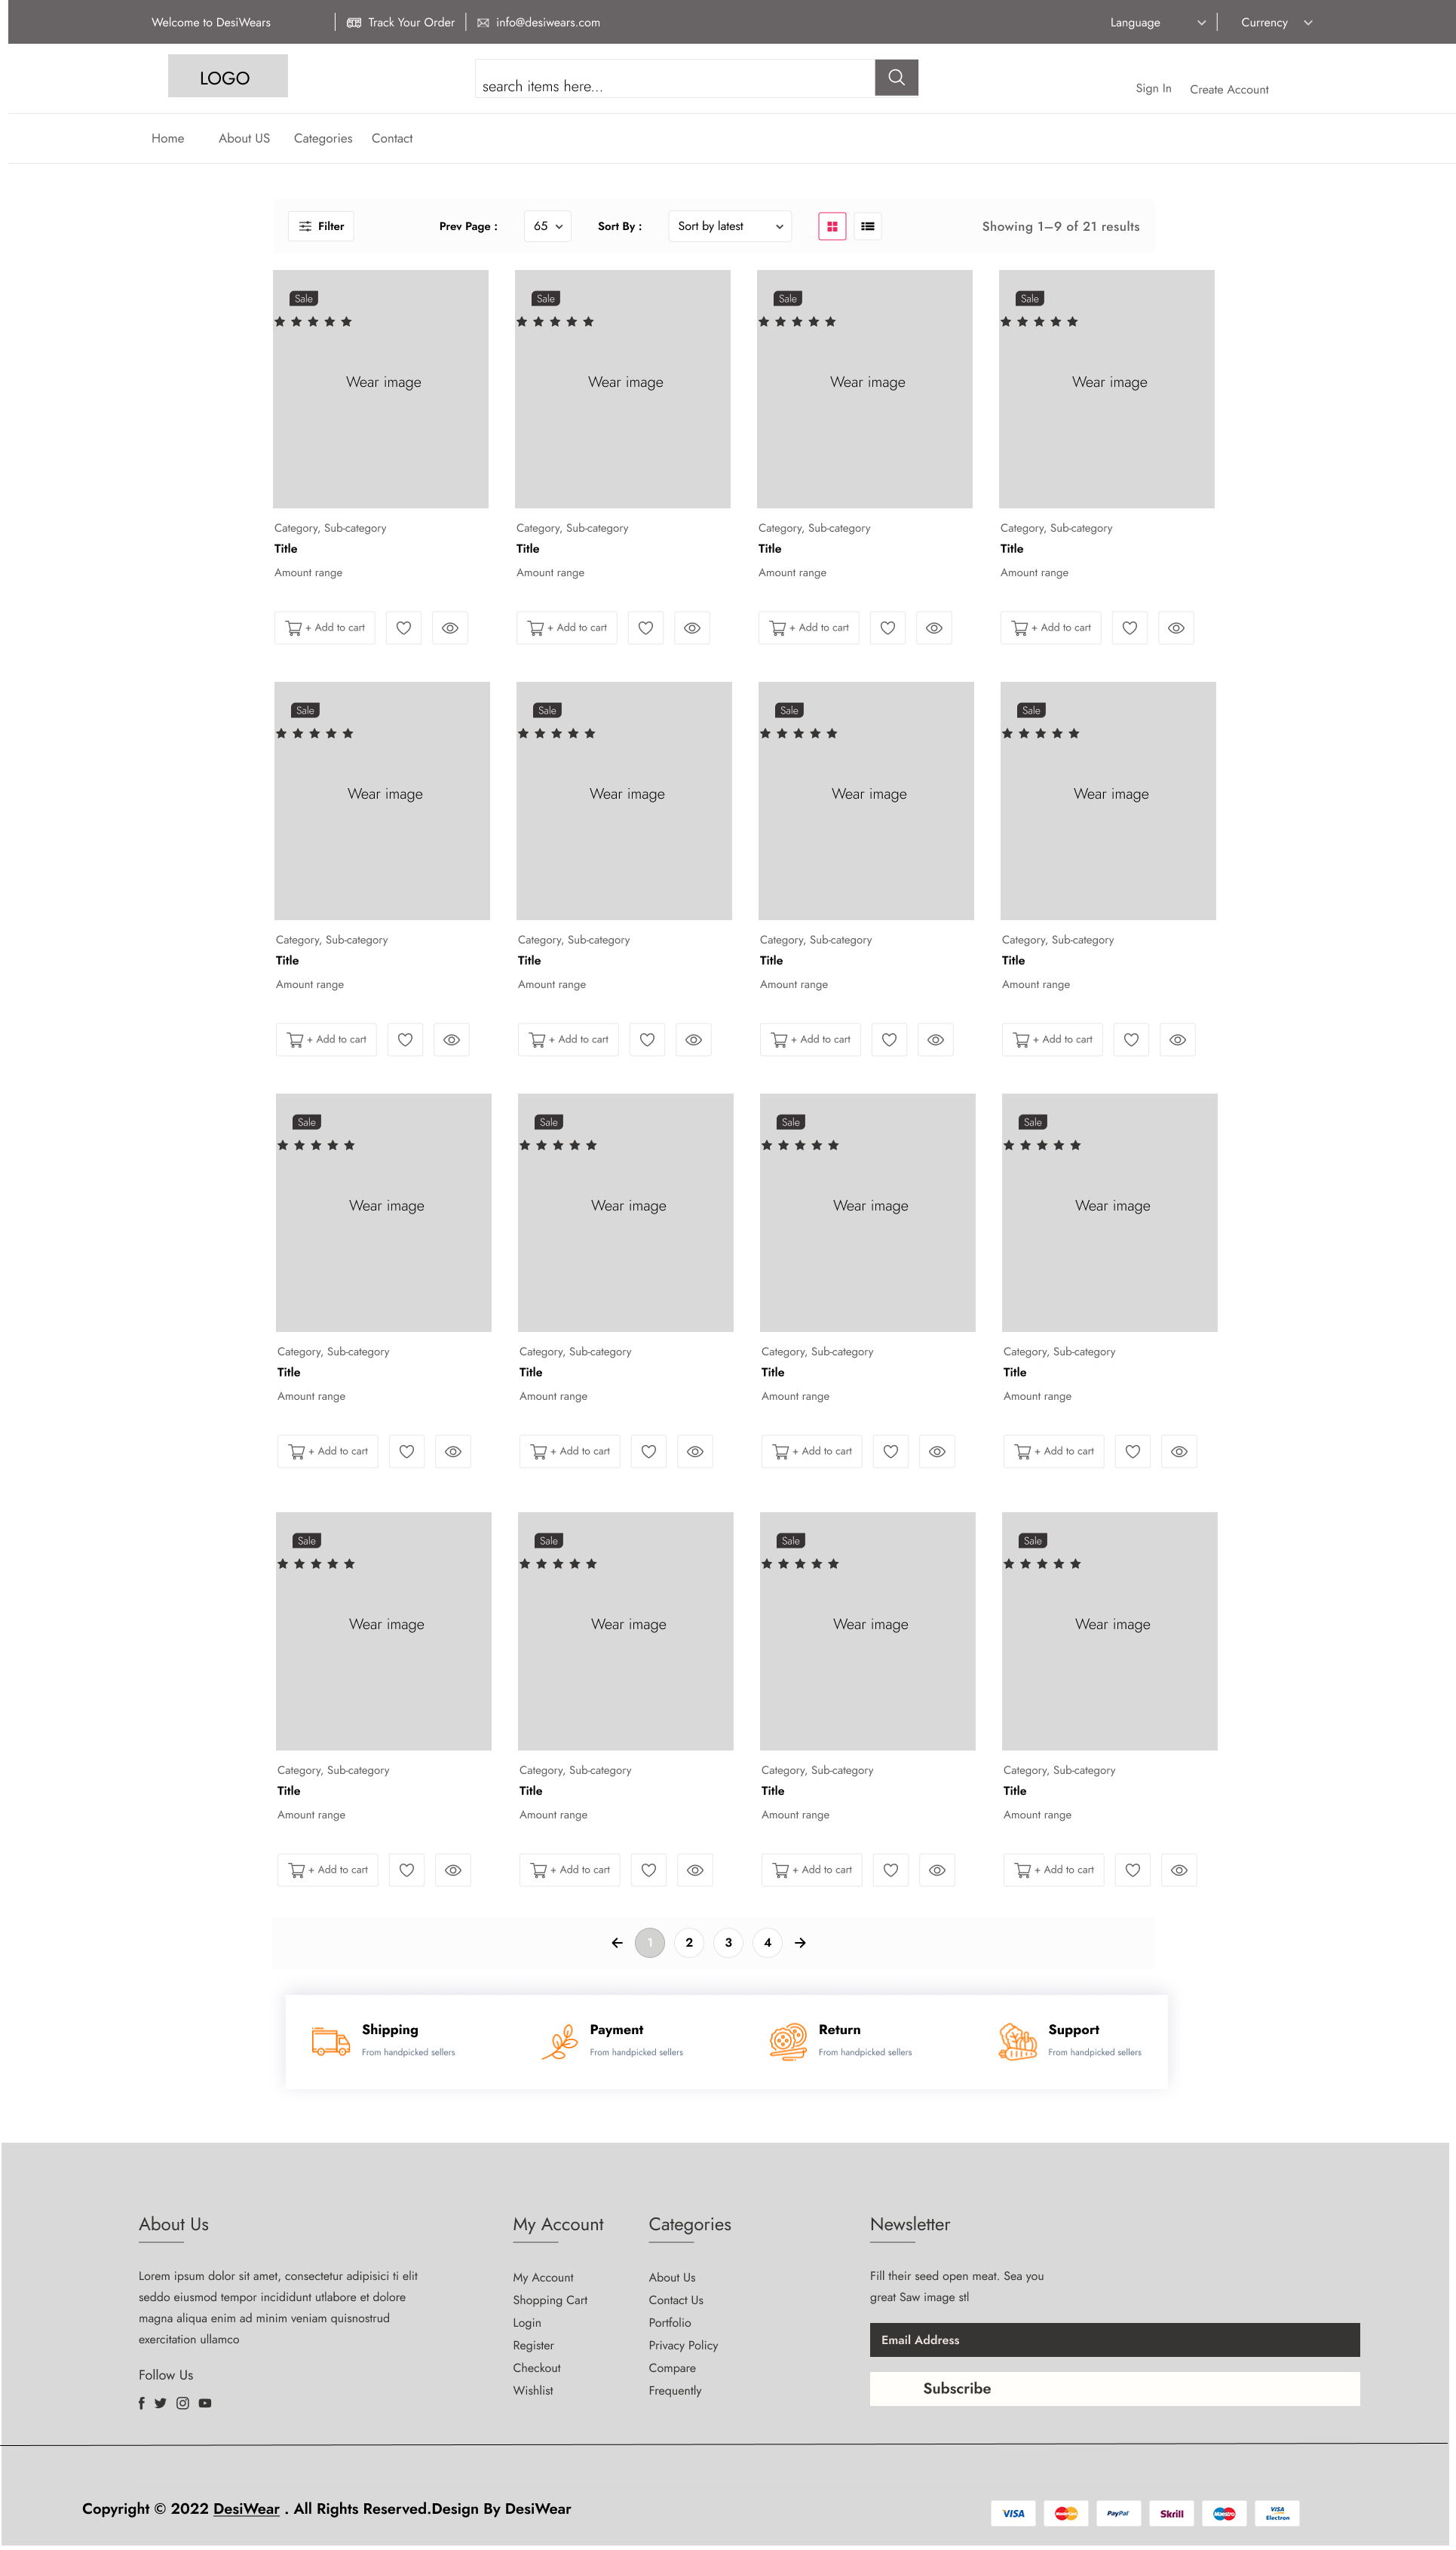 Welcome to DesiWears Track Your Order info@desiwears.com Language Currency
LOGO search items here... Sign In Create Account
Home About US Categories Contact
Filter Prev Page : 65 Sort By : Sort by latest Showing 1–9 of 21 results
Sale Sale Sale Sale
Wear image Wear image Wear image Wear image
Category, Sub-category Category, Sub-category Category, Sub-category Category, Sub-category
Title Title Title Title
Amount range Amount range Amount range Amount range
+ Add to cart + Add to cart + Add to cart + Add to cart
Sale Sale Sale Sale
Wear image Wear image Wear image Wear image
Category, Sub-category Category, Sub-category Category, Sub-category Category, Sub-category
Title Title Title Title
Amount range Amount range Amount range Amount range
+ Add to cart + Add to cart + Add to cart + Add to cart
Sale Sale Sale Sale
Wear image Wear image Wear image Wear image
Category, Sub-category Category, Sub-category Category, Sub-category Category, Sub-category
Title Title Title Title
Amount range Amount range Amount range Amount range
+ Add to cart + Add to cart + Add to cart + Add to cart
Sale Sale Sale Sale
Wear image Wear image Wear image Wear image
Category, Sub-category Category, Sub-category Category, Sub-category Category, Sub-category
Title Title Title Title
Amount range Amount range Amount range Amount range
+ Add to cart + Add to cart + Add to cart + Add to cart
1 2 3 4
Shipping Payment Return Support
From handpicked sellers From handpicked sellers From handpicked sellers From handpicked sellers
About Us
Lorem ipsum dolor sit amet, consectetur adipisici ti elit
seddo eiusmod tempor incididunt utlabore et dolore
magna aliqua enim ad minim veniam quisnostrud
exercitation ullamco
Follow Us
My Account
My Account
Shopping Cart
Login
Register
Checkout
Wishlist
Categories
About Us
Contact Us
Portfolio
Privacy Policy
Compare
Frequently
Newsletter
Fill their seed open meat. Sea you
great Saw image stl
Email Address
Subscribe
Copyright © 2022 DesiWear . All Rights Reserved.Design By DesiWear
VISA MasterCard PayPal Skrill Maestro VISA Electron